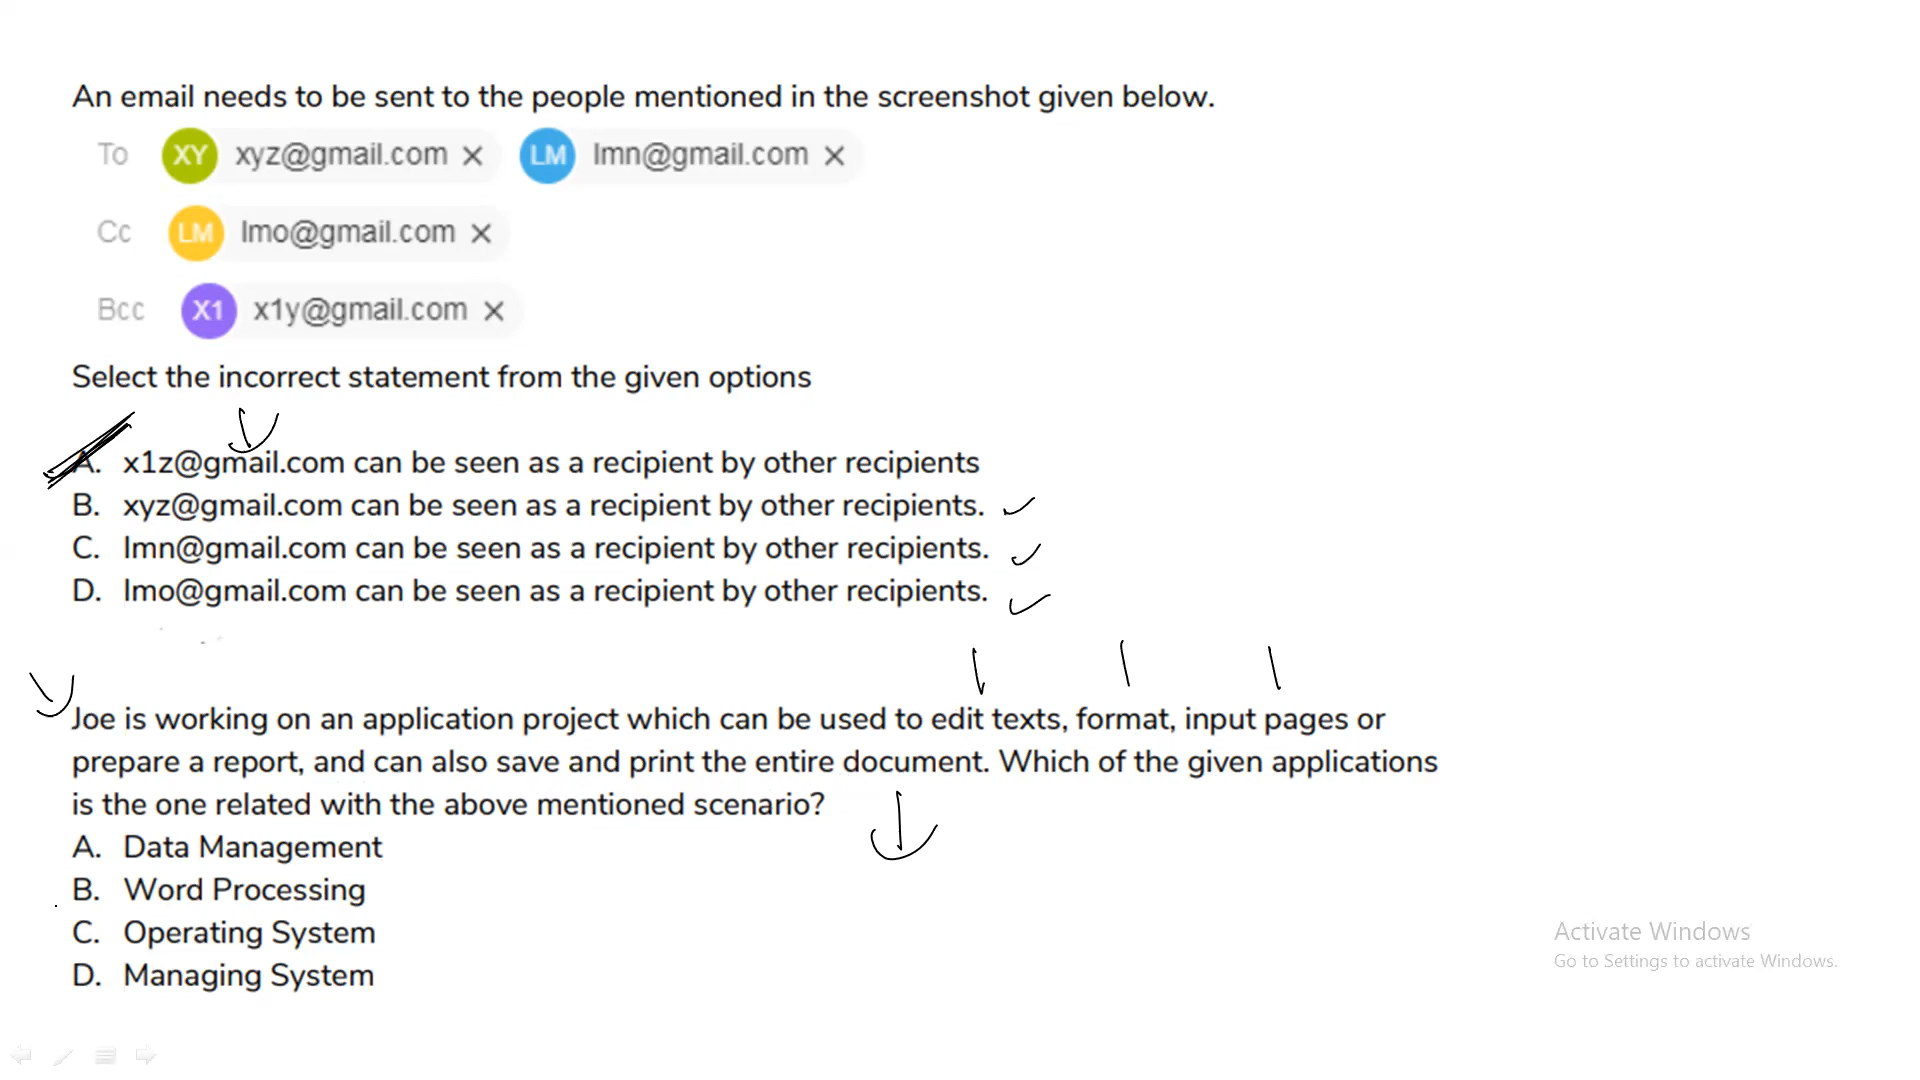 An email needs to be sent to the people mentioned in the screenshot given below.
To XY xyz@gmail.com × LM lmn@gmail.com ×
Cc LM lmo@gmail.com ×
Bcc X1 x1y@gmail.com ×
Select the incorrect statement from the given options
A. x1z@gmail.com can be seen as a recipient by other recipients
B. xyz@gmail.com can be seen as a recipient by other recipients.
C. lmn@gmail.com can be seen as a recipient by other recipients.
D. lmo@gmail.com can be seen as a recipient by other recipients.
Joe is working on an application project which can be used to edit texts, format, input pages or
prepare a report, and can also save and print the entire document. Which of the given applications
is the one related with the above mentioned scenario?
A. Data Management
B. Word Processing
C. Operating System
D. Managing System
Activate Windows
Go to Settings to activate Windows.